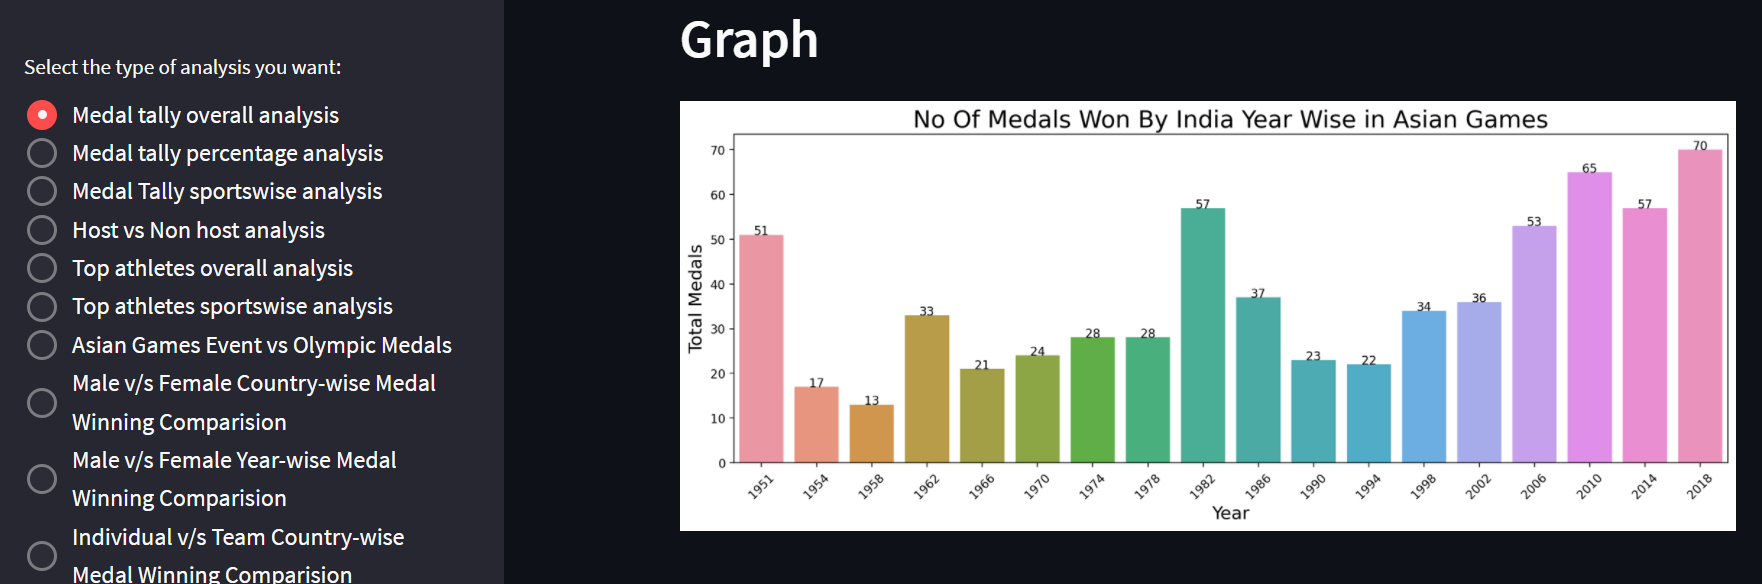 Select the type of analysis you want:
Medal tally overall analysis
Medal tally percentage analysis
Medal Tally sportswise analysis
Host vs Non host analysis
Top athletes overall analysis
Top athletes sportswise analysis
Asian Games Event vs Olympic Medals
Male v/s Female Country-wise Medal
Winning Comparision
Male v/s Female Year-wise Medal
Winning Comparision
Individual v/s Team Country-wise
Medal Winning Comparision
Graph
No Of Medals Won By India Year Wise in Asian Games
Total Medals
70
60
50
40
30
20
10
0
51
17
13
33
21
24
28
28
57
37
23
22
34
36
53
65
57
70
1951
1954
1958
1962
1966
1970
1974
1978
1982
1986
1990
1994
1998
2002
2006
2010
2014
2018
Year